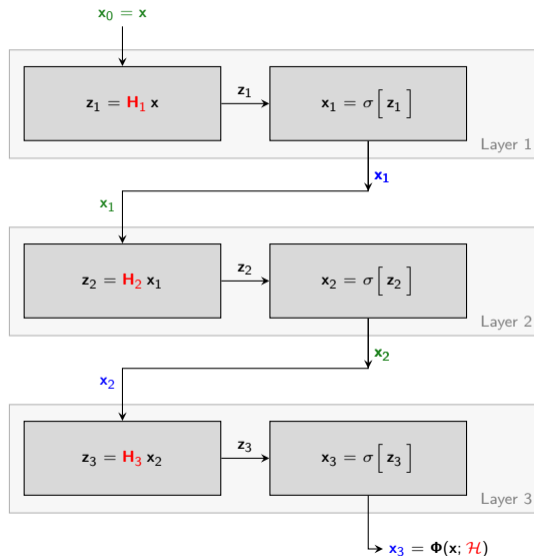 x₀ = x
z₁ = H₁ x
z₁
x₁ = σ[ z₁ ]
Layer 1
x₁
x₁
z₂ = H₂ x₁
z₂
x₂ = σ[ z₂ ]
Layer 2
x₂
x₂
z₃ = H₃ x₂
z₃
x₃ = σ[ z₃ ]
Layer 3
x₃ = Φ(x; ℋ)